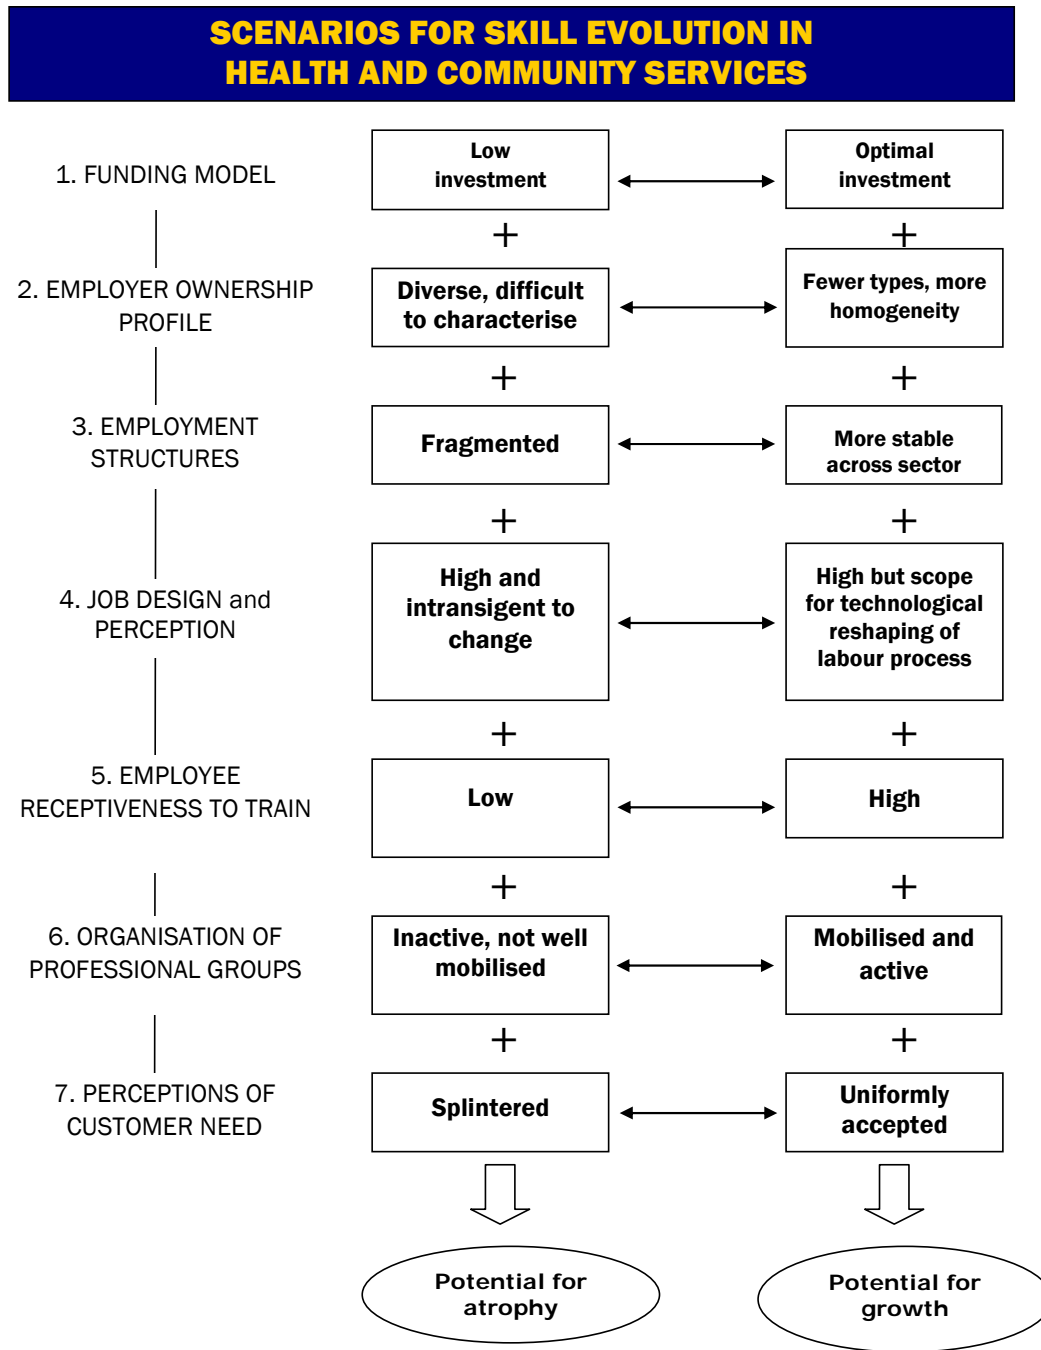 SCENARIOS FOR SKILL EVOLUTION IN
HEALTH AND COMMUNITY SERVICES
1. FUNDING MODEL
Low
investment
Optimal
investment
+
+
2. EMPLOYER OWNERSHIP
PROFILE
Diverse, difficult
to characterise
Fewer types, more
homogeneity
+
+
3. EMPLOYMENT
STRUCTURES
Fragmented
More stable
across sector
+
+
4. JOB DESIGN and
PERCEPTION
High and
intransigent to
change
High but scope
for technological
reshaping of
labour process
+
+
5. EMPLOYEE
RECEPTIVENESS TO TRAIN
Low
High
+
+
6. ORGANISATION OF
PROFESSIONAL GROUPS
Inactive, not well
mobilised
Mobilised and
active
+
+
7. PERCEPTIONS OF
CUSTOMER NEED
Splintered
Uniformly
accepted
Potential for
atrophy
Potential for
growth